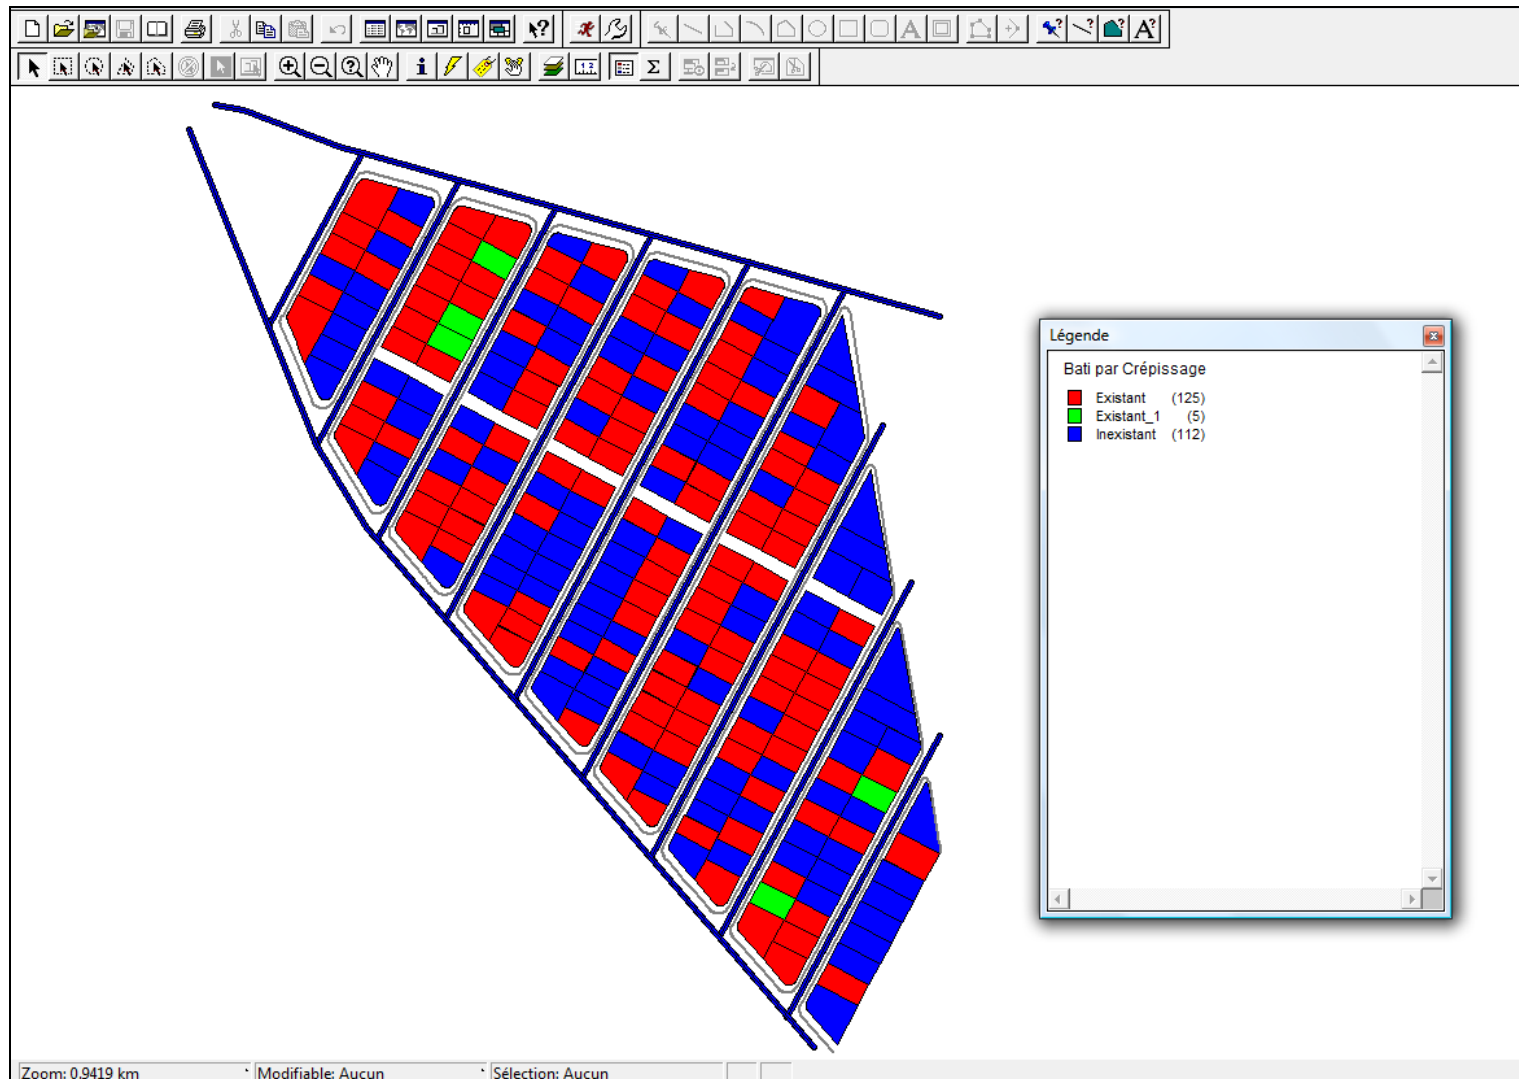 Légende
Bati par Crépissage
Existant (125)
Existant_1 (5)
Inexistant (112)
Zoom: 0.9419 km
Modifiable: Aucun
Sélection: Aucun